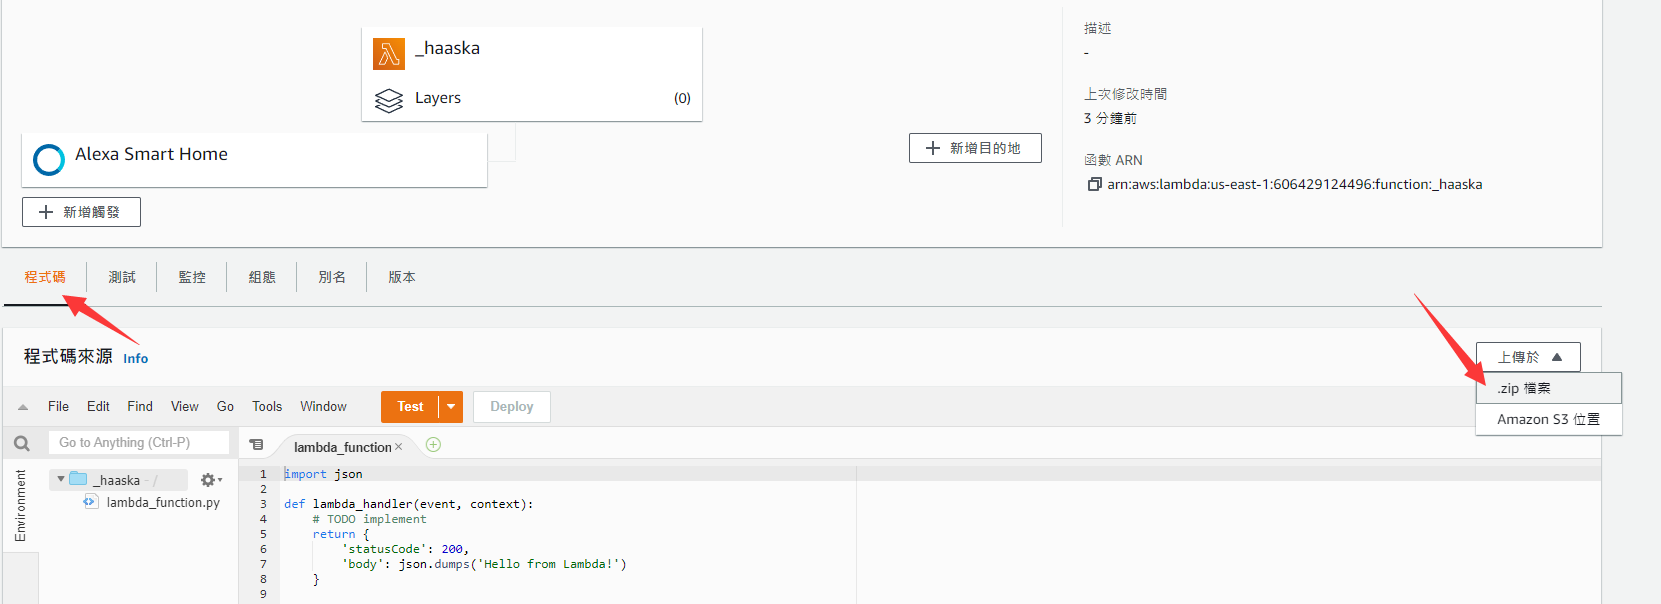 _haaska
Layers (0)
Alexa Smart Home
新增觸發
新增目的地
描述
-
上次修改時間
3 分鐘前
函數 ARN
arn:aws:lambda:us-east-1:606429124496:function:_haaska
程式碼 測試 監控 組態 別名 版本
程式碼來源 Info
上傳於
.zip 檔案
Amazon S3 位置
File Edit Find View Go Tools Window Test Deploy
Go to Anything (Ctrl-P)
lambda_function
Environment
_haaska - /
lambda_function.py
1 import json
2
3 def lambda_handler(event, context):
4 # TODO implement
5 return {
6 'statusCode': 200,
7 'body': json.dumps('Hello from Lambda!')
8 }
9